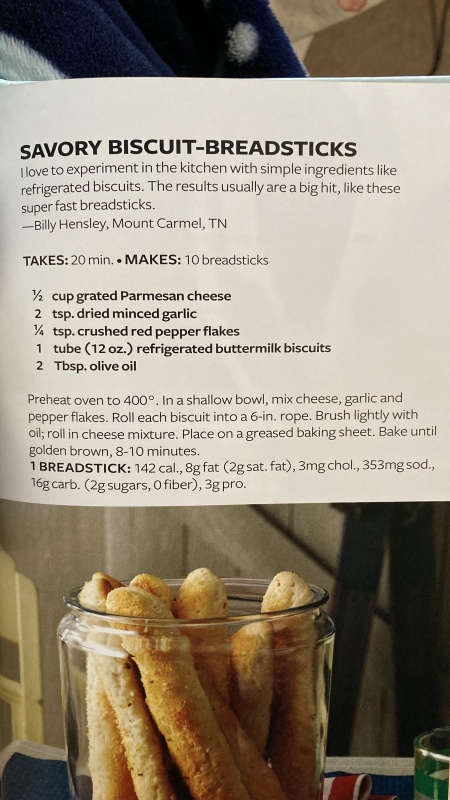 SAVORY BISCUIT-BREADSTICKS
I love to experiment in the kitchen with simple ingredients like
refrigerated biscuits. The results usually are a big hit, like these
super fast breadsticks.
—Billy Hensley, Mount Carmel, TN
TAKES: 20 min. • MAKES: 10 breadsticks
½ cup grated Parmesan cheese
2 tsp. dried minced garlic
¼ tsp. crushed red pepper flakes
1 tube (12 oz.) refrigerated buttermilk biscuits
2 Tbsp. olive oil
Preheat oven to 400°. In a shallow bowl, mix cheese, garlic and
pepper flakes. Roll each biscuit into a 6-in. rope. Brush lightly with
oil; roll in cheese mixture. Place on a greased baking sheet. Bake until
golden brown, 8-10 minutes.
1 BREADSTICK: 142 cal., 8g fat (2g sat. fat), 3mg chol., 353mg sod.,
16g carb. (2g sugars, 0 fiber), 3g pro.